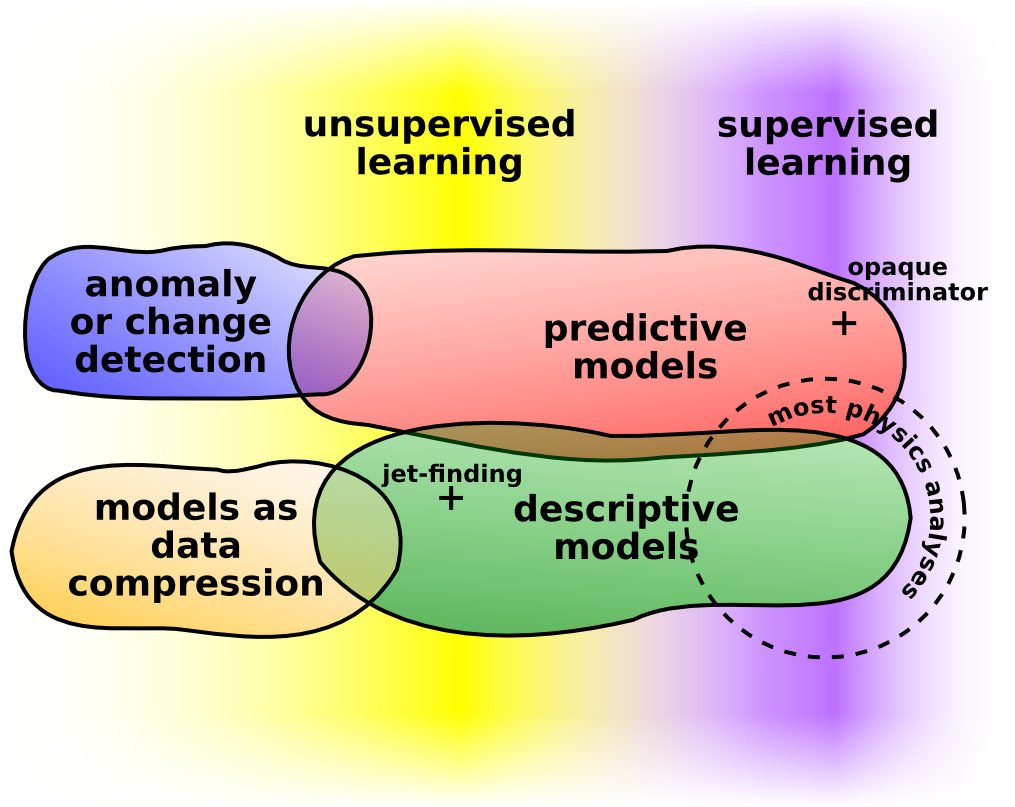 unsupervised
learning
supervised
learning
anomaly
or change
detection
predictive
models
opaque
discriminator
+
most physics analyses
jet-finding
+
descriptive
models
models as
data
compression